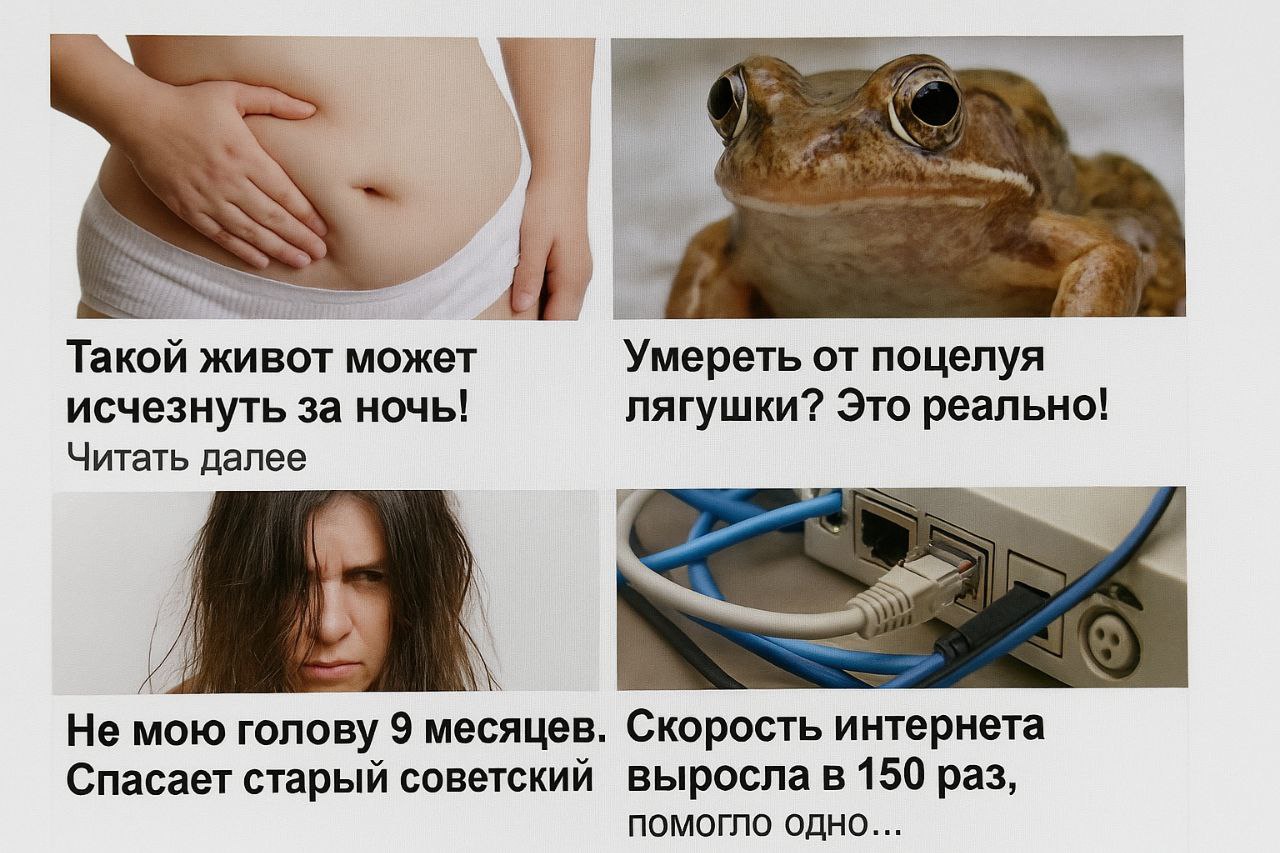 Такой живот может
исчезнуть за ночь!
Читать далее
Умереть от поцелуя
лягушки? Это реально!
Не мою голову 9 месяцев.
Спасает старый советский
Скорость интернета
выросла в 150 раз,
помогло одно...